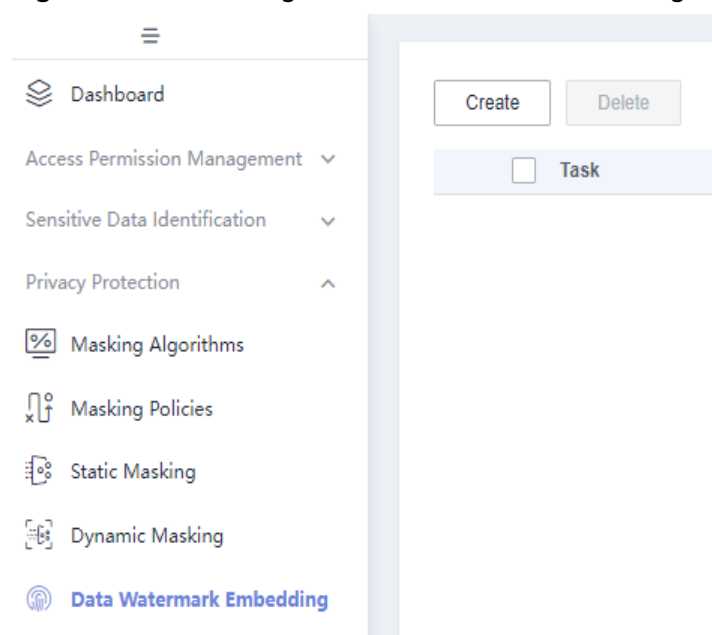 Dashboard
Create
Delete
Access Permission Management
Task
Sensitive Data Identification
Privacy Protection
Masking Algorithms
Masking Policies
Static Masking
Dynamic Masking
Data Watermark Embedding